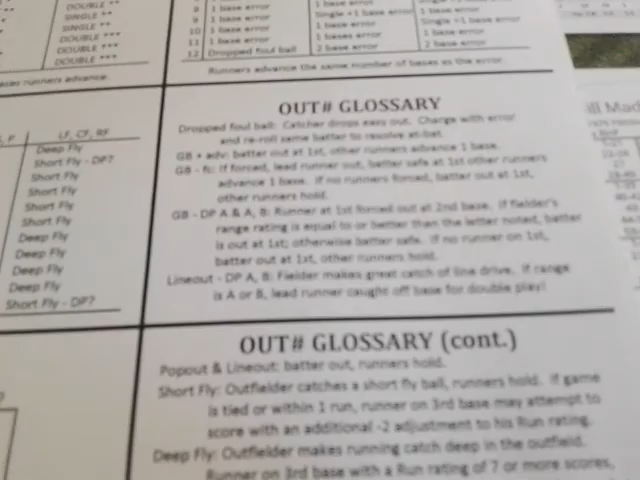 DOUBLE **
SINGLE **
DOUBLE ***
DOUBLE ***
DOUBLE ***
runners advance.
1 base error
1 base error
9 1 base error Single +1 base error Single +1 base error
10 1 base error 1 base error 1 base error
11 1 base error 1 bases error 1 base error
12 Dropped foul ball 2 base error 2 base error
Runners advance the same number of bases as the error.
P LF, CF, RF
Deep Fly
Short Fly - DP?
Short Fly
Short Fly
Short Fly
Short Fly
Deep Fly
Deep Fly
Deep Fly
Deep Fly
Short Fly - DP?
OUT# GLOSSARY
Dropped foul ball: Catcher drops easy out. Charge with error
and re-roll same batter to resolve at-bat.
GB + adv: batter out at 1st, other runners advance 1 base.
GB - fc: If forced, lead runner out, batter safe at 1st other runners
advance 1 base. If no runners forced, batter out at 1st,
other runners hold.
GB - DP A & A, B: Runner at 1st forced out at 2nd base. If fielder's
range rating is equal to or better than the letter noted, batter
is out at 1st; otherwise batter safe. If no runner on 1st,
batter out at 1st, other runners hold.
Lineout - DP A, B: Fielder makes great catch of line drive. If range
is A or B, lead runner caught off base for double play!
OUT# GLOSSARY (cont.)
Popout & Lineout: batter out, runners hold.
Short Fly: Outfielder catches a short fly ball, runners hold. If game
is tied or within 1 run, runner on 3rd base may attempt to
score with an additional -2 adjustment to his Run rating.
Deep Fly: Outfielder makes running catch deep in the outfield.
Runner on 3rd base with a Run rating of 7 or more scores,
ill Mad